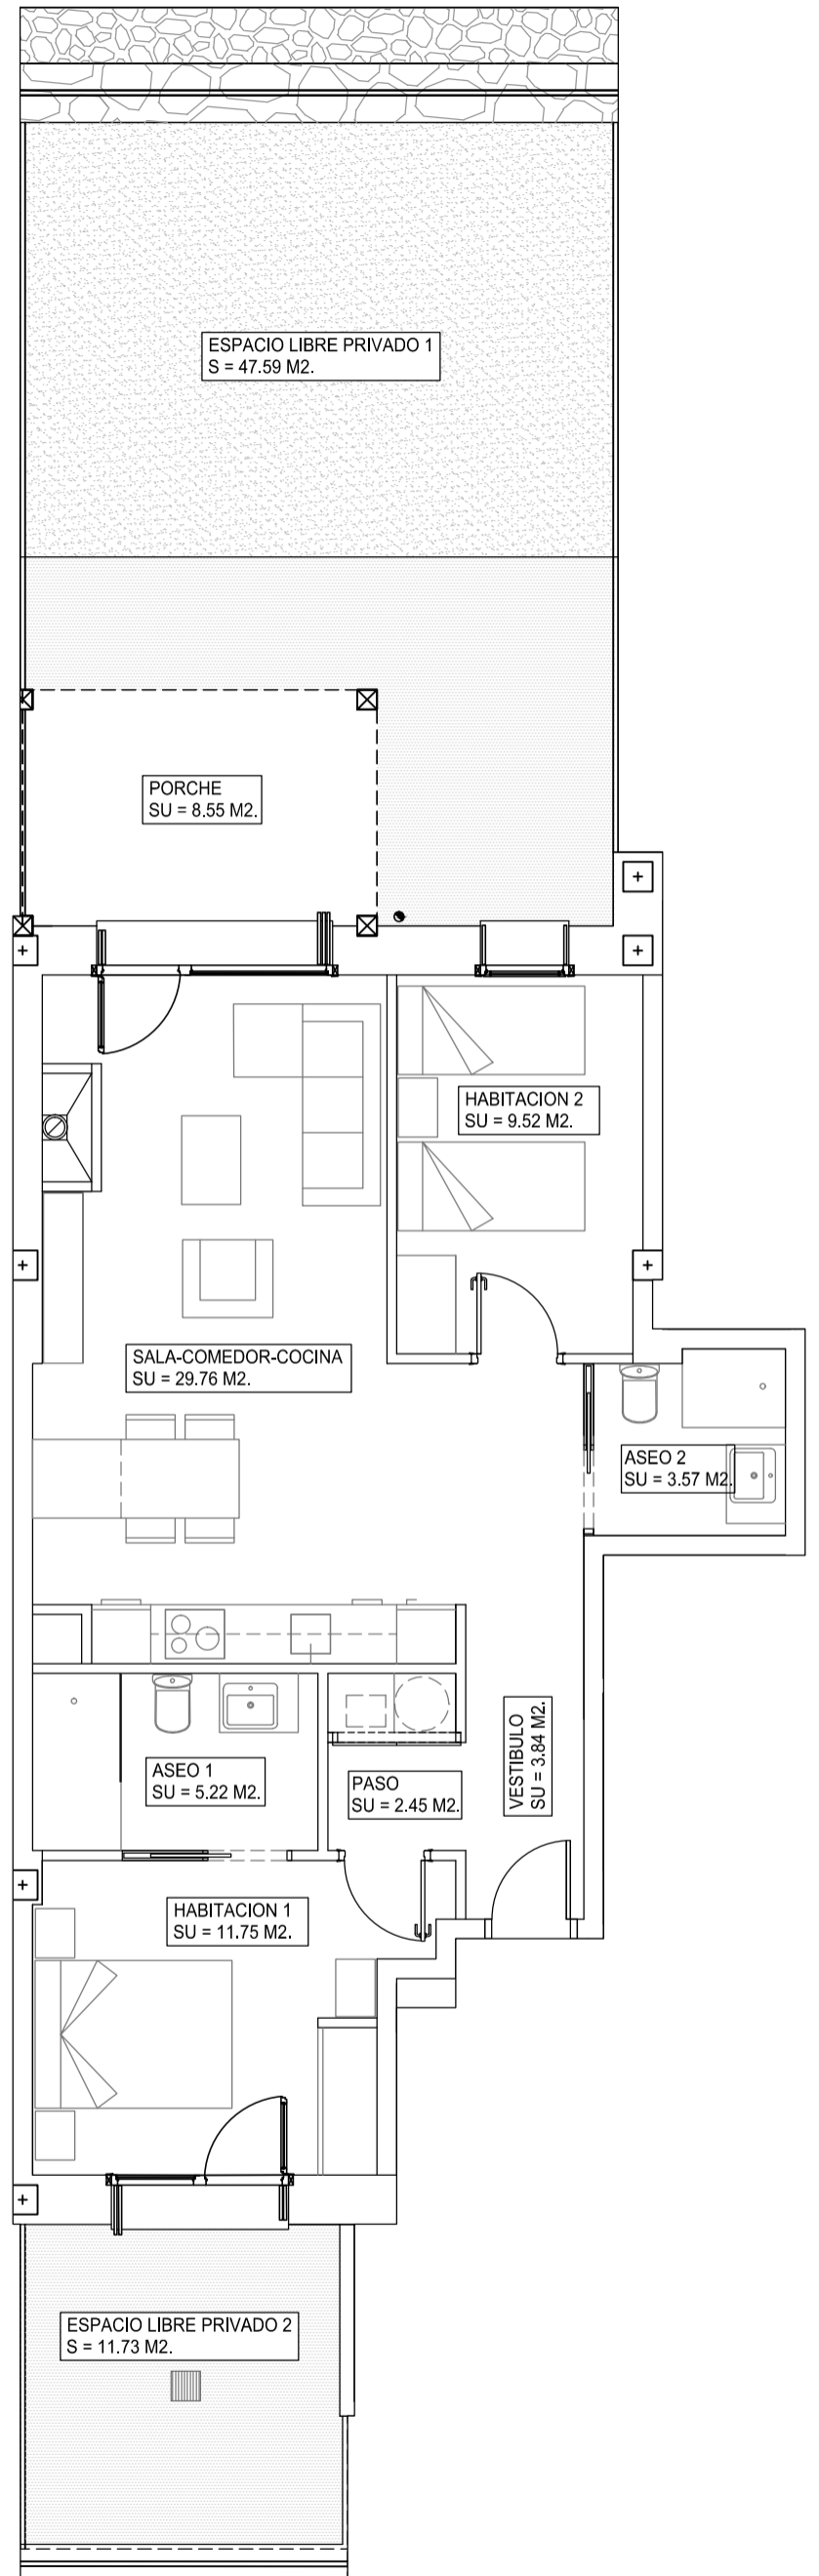 ESPACIO LIBRE PRIVADO 1
S = 47.59 M2.
PORCHE
SU = 8.55 M2.
HABITACION 2
SU = 9.52 M2.
SALA-COMEDOR-COCINA
SU = 29.76 M2.
ASEO 2
SU = 3.57 M2.
VESTIBULO
SU = 3.84 M2.
ASEO 1
SU = 5.22 M2.
PASO
SU = 2.45 M2.
HABITACION 1
SU = 11.75 M2.
ESPACIO LIBRE PRIVADO 2
S = 11.73 M2.